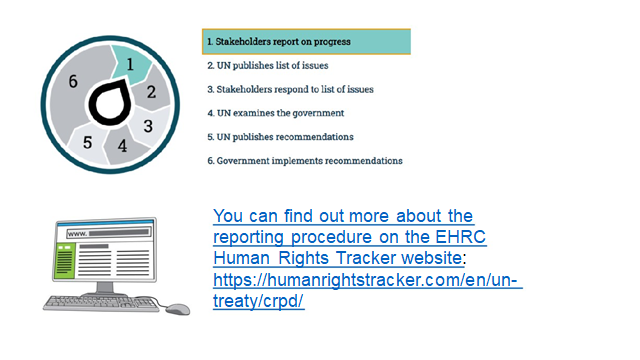 1
2
3
4
5
6
1. Stakeholders report on progress
2. UN publishes list of issues
3. Stakeholders respond to list of issues
4. UN examines the government
5. UN publishes recommendations
6. Government implements recommendations
www.
You can find out more about the
reporting procedure on the EHRC
Human Rights Tracker website:
https://humanrightstracker.com/en/un-
treaty/crpd/